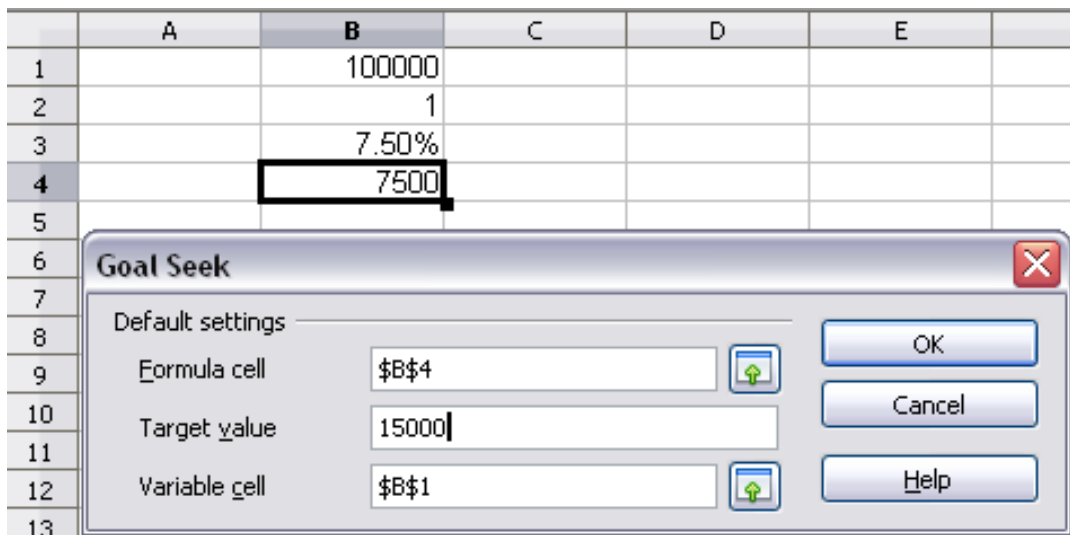 A B C D E
1 100000
2 1
3 7.50%
4 7500
5
6
7
8
9
10
11
12
13
Goal Seek
Default settings
Formula cell $B$4
Target value 15000
Variable cell $B$1
OK
Cancel
Help